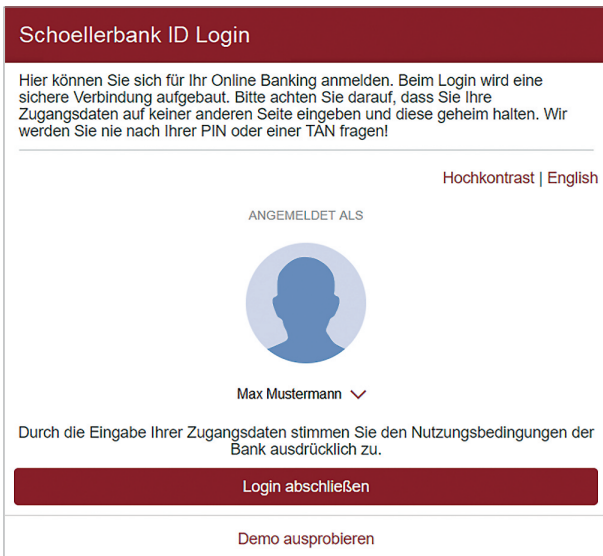 Schoellerbank ID Login
Hier können Sie sich für Ihr Online Banking anmelden. Beim Login wird eine
sichere Verbindung aufgebaut. Bitte achten Sie darauf, dass Sie Ihre
Zugangsdaten auf keiner anderen Seite eingeben und diese geheim halten. Wir
werden Sie nie nach Ihrer PIN oder einer TAN fragen!
Hochkontrast | English
ANGEMELDET ALS
Max Mustermann
Durch die Eingabe Ihrer Zugangsdaten stimmen Sie den Nutzungsbedingungen der
Bank ausdrücklich zu.
Login abschließen
Demo ausprobieren